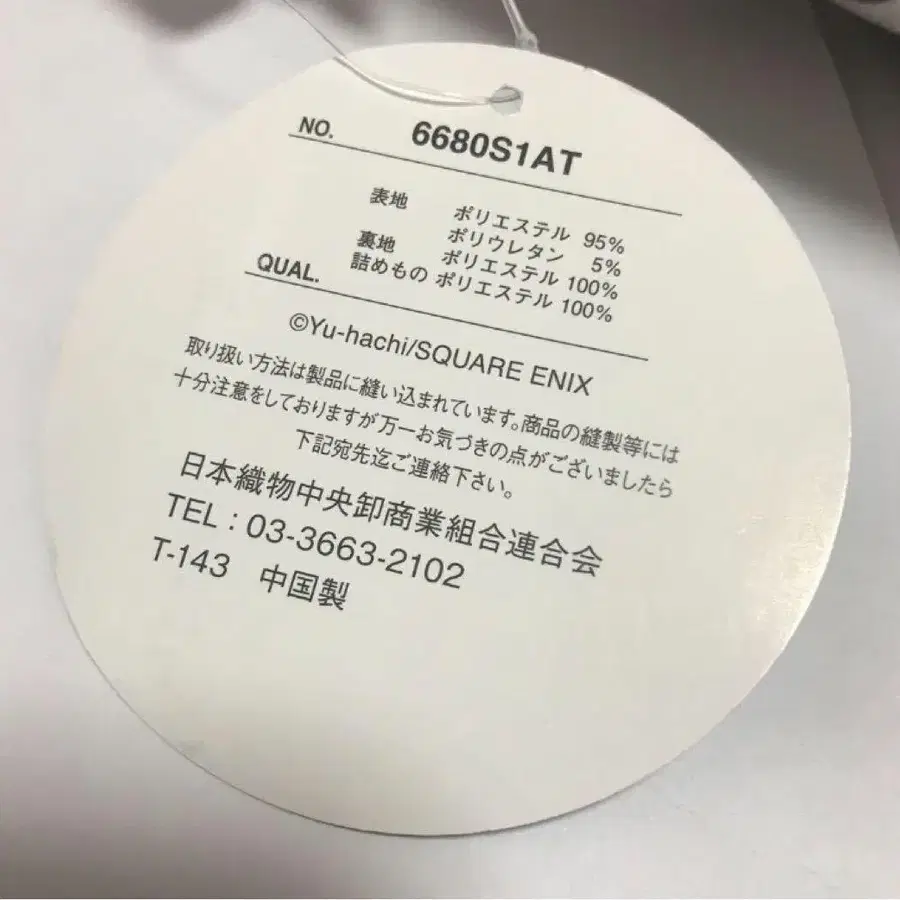 NO. 6680S1AT
表地 ポリエステル 95%
ポリウレタン 5%
裏地 ポリエステル 100%
詰めもの ポリエステル 100%
QUAL.
©Yu-hachi/SQUARE ENIX
取り扱い方法は製品に縫い込まれています。商品の縫製等には
十分注意をしておりますが万一お気づきの点がございましたら
下記宛先迄ご連絡下さい。
日本織物中央卸商業組合連合会
TEL : 03-3663-2102
T-143 中国製